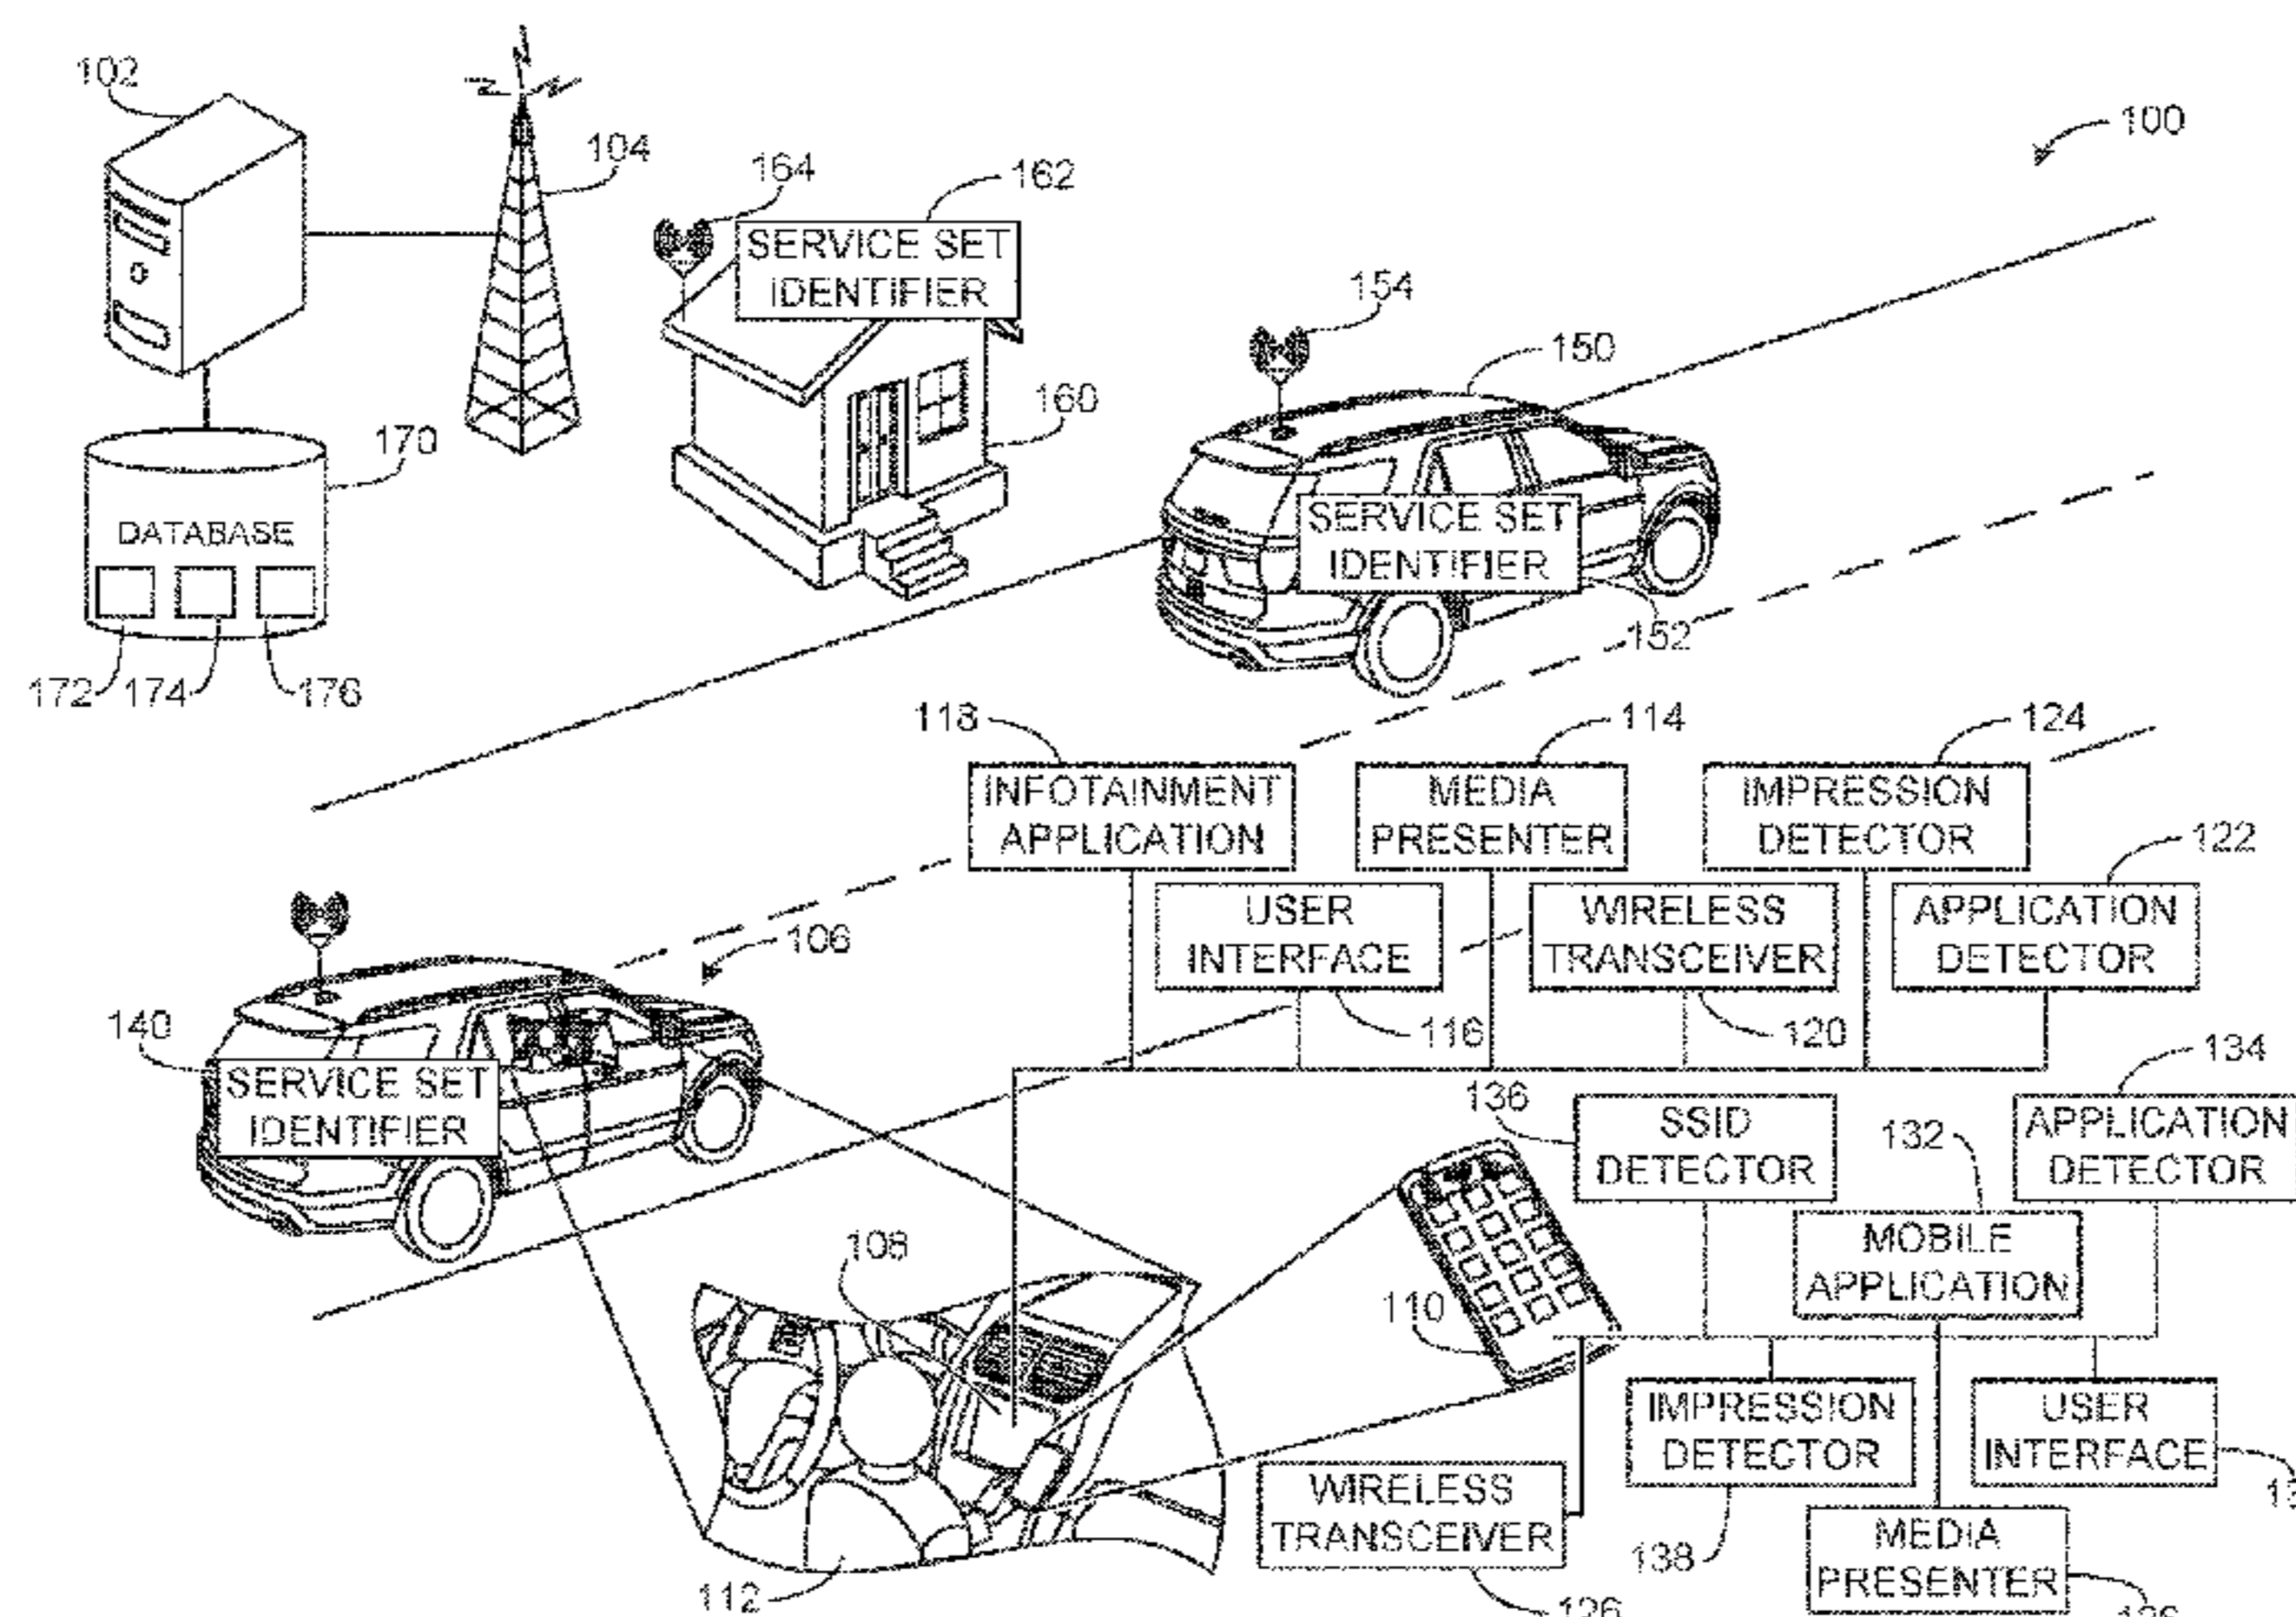 102
104
164
162
100
SERVICE SET
IDENTIFIER
154
150
160
170
DATABASE
SERVICE SET
IDENTIFIER
152
172
174
176
118
114
124
INFOTAINMENT
APPLICATION
MEDIA
PRESENTER
IMPRESSION
DETECTOR
122
USER
INTERFACE
WIRELESS
TRANSCEIVER
APPLICATION
DETECTOR
106
116
120
140
SERVICE SET
IDENTIFIER
134
136
SSID
DETECTOR
132
APPLICATION
DETECTOR
MOBILE
APPLICATION
108
110
IMPRESSION
DETECTOR
USER
INTERFACE
WIRELESS
TRANSCEIVER
138
MEDIA
PRESENTER
112
126